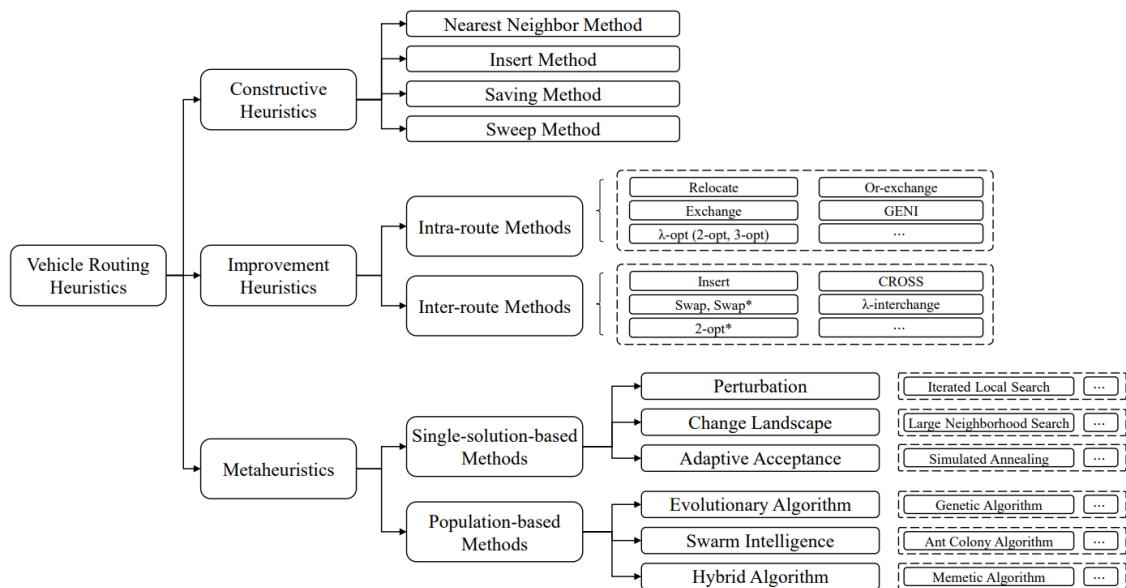 Vehicle Routing
Heuristics
Constructive
Heuristics
Nearest Neighbor Method
Insert Method
Saving Method
Sweep Method
Improvement
Heuristics
Intra-route Methods
Relocate
Or-exchange
Exchange
GENI
λ-opt (2-opt, 3-opt)
...
Inter-route Methods
Insert
CROSS
Swap, Swap*
λ-interchange
2-opt*
...
Metaheuristics
Single-solution-based
Methods
Perturbation
Iterated Local Search
...
Change Landscape
Large Neighborhood Search
...
Adaptive Acceptance
Simulated Annealing
...
Population-based
Methods
Evolutionary Algorithm
Genetic Algorithm
...
Swarm Intelligence
Ant Colony Algorithm
...
Hybrid Algorithm
Memetic Algorithm
...